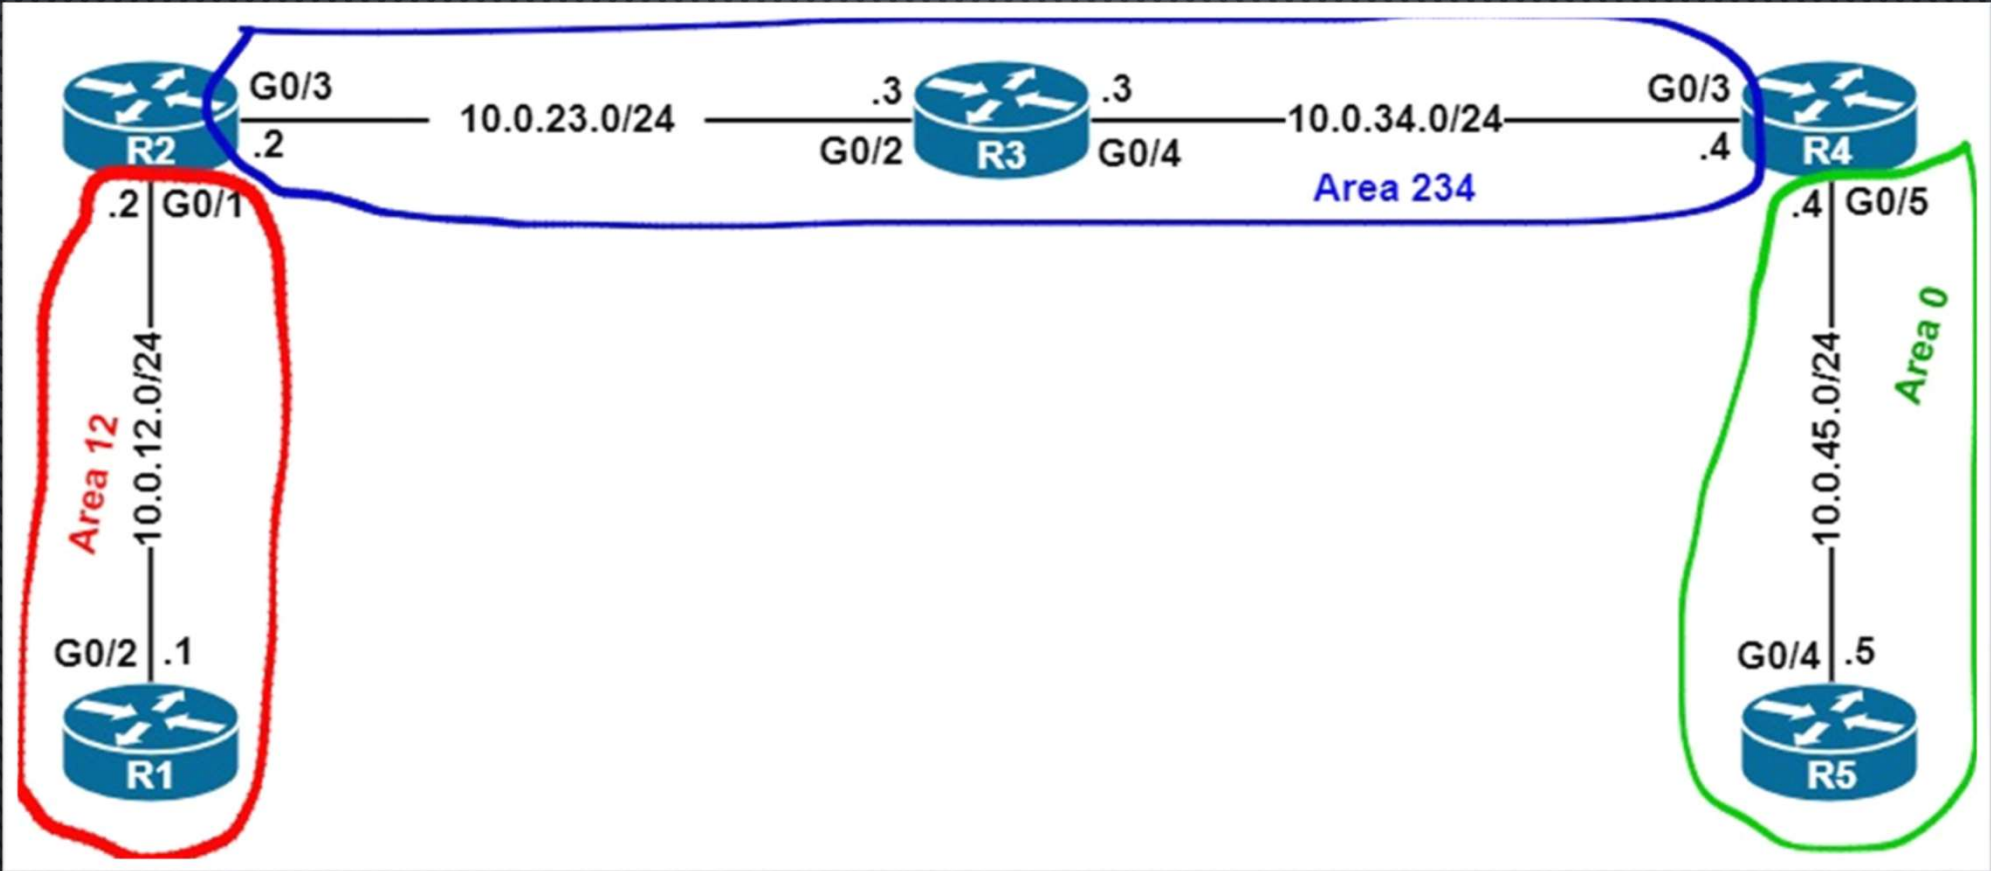 G0/3
.3
.3
G0/3
10.0.23.0/24
10.0.34.0/24
R2
.2
G0/2
R3
G0/4
.4
R4
Area 234
.2
G0/1
.4
G0/5
Area 12
10.0.12.0/24
10.0.45.0/24
Area 0
G0/2
.1
G0/4
.5
R1
R5